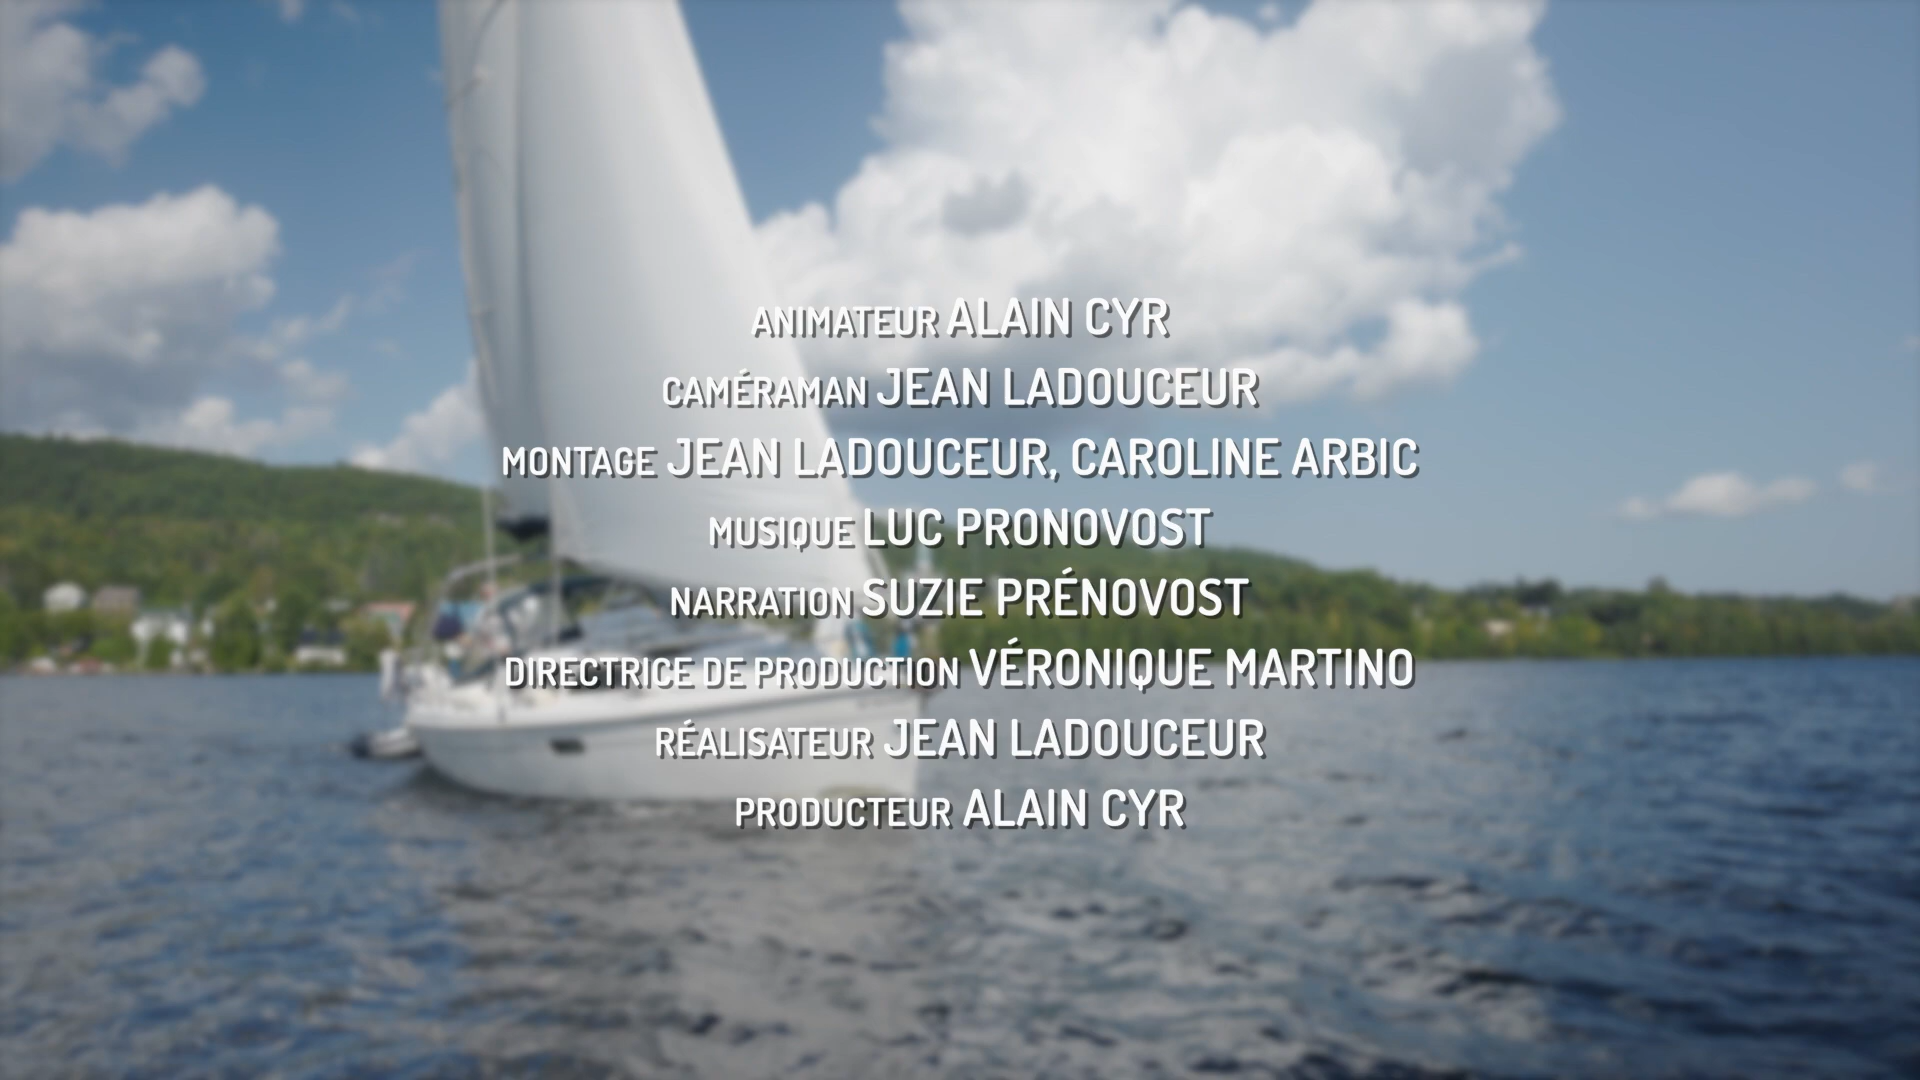 ANIMATEUR ALAIN CYR
CAMÉRAMAN JEAN LADOUCEUR
MONTAGE JEAN LADOUCEUR, CAROLINE ARBIC
MUSIQUE LUC PRONOVOST
NARRATION SUZIE PRÉNOVOST
DIRECTRICE DE PRODUCTION VÉRONIQUE MARTINO
RÉALISATEUR JEAN LADOUCEUR
PRODUCTEUR ALAIN CYR